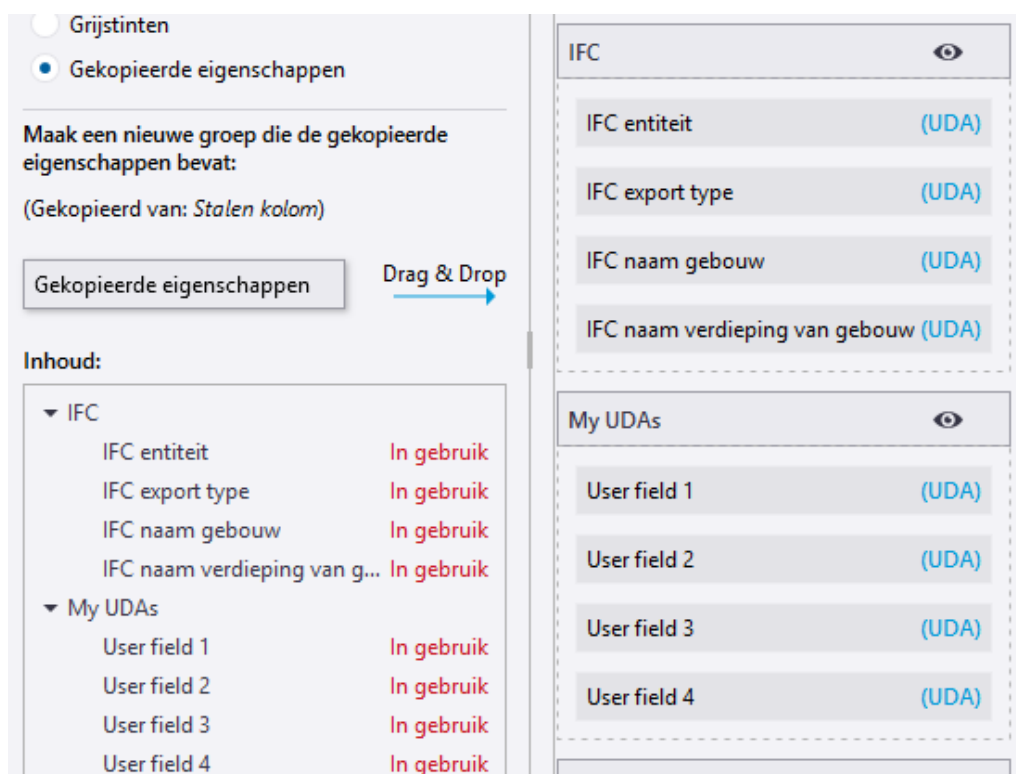 Grijstinten
Gekopieerde eigenschappen
Maak een nieuwe groep die de gekopieerde
eigenschappen bevat:
(Gekopieerd van: Stalen kolom)
Gekopieerde eigenschappen
Drag & Drop
Inhoud:
IFC
IFC entiteit In gebruik
IFC export type In gebruik
IFC naam gebouw In gebruik
IFC naam verdieping van g... In gebruik
My UDAs
User field 1 In gebruik
User field 2 In gebruik
User field 3 In gebruik
User field 4 In gebruik
IFC
IFC entiteit (UDA)
IFC export type (UDA)
IFC naam gebouw (UDA)
IFC naam verdieping van gebouw (UDA)
My UDAs
User field 1 (UDA)
User field 2 (UDA)
User field 3 (UDA)
User field 4 (UDA)